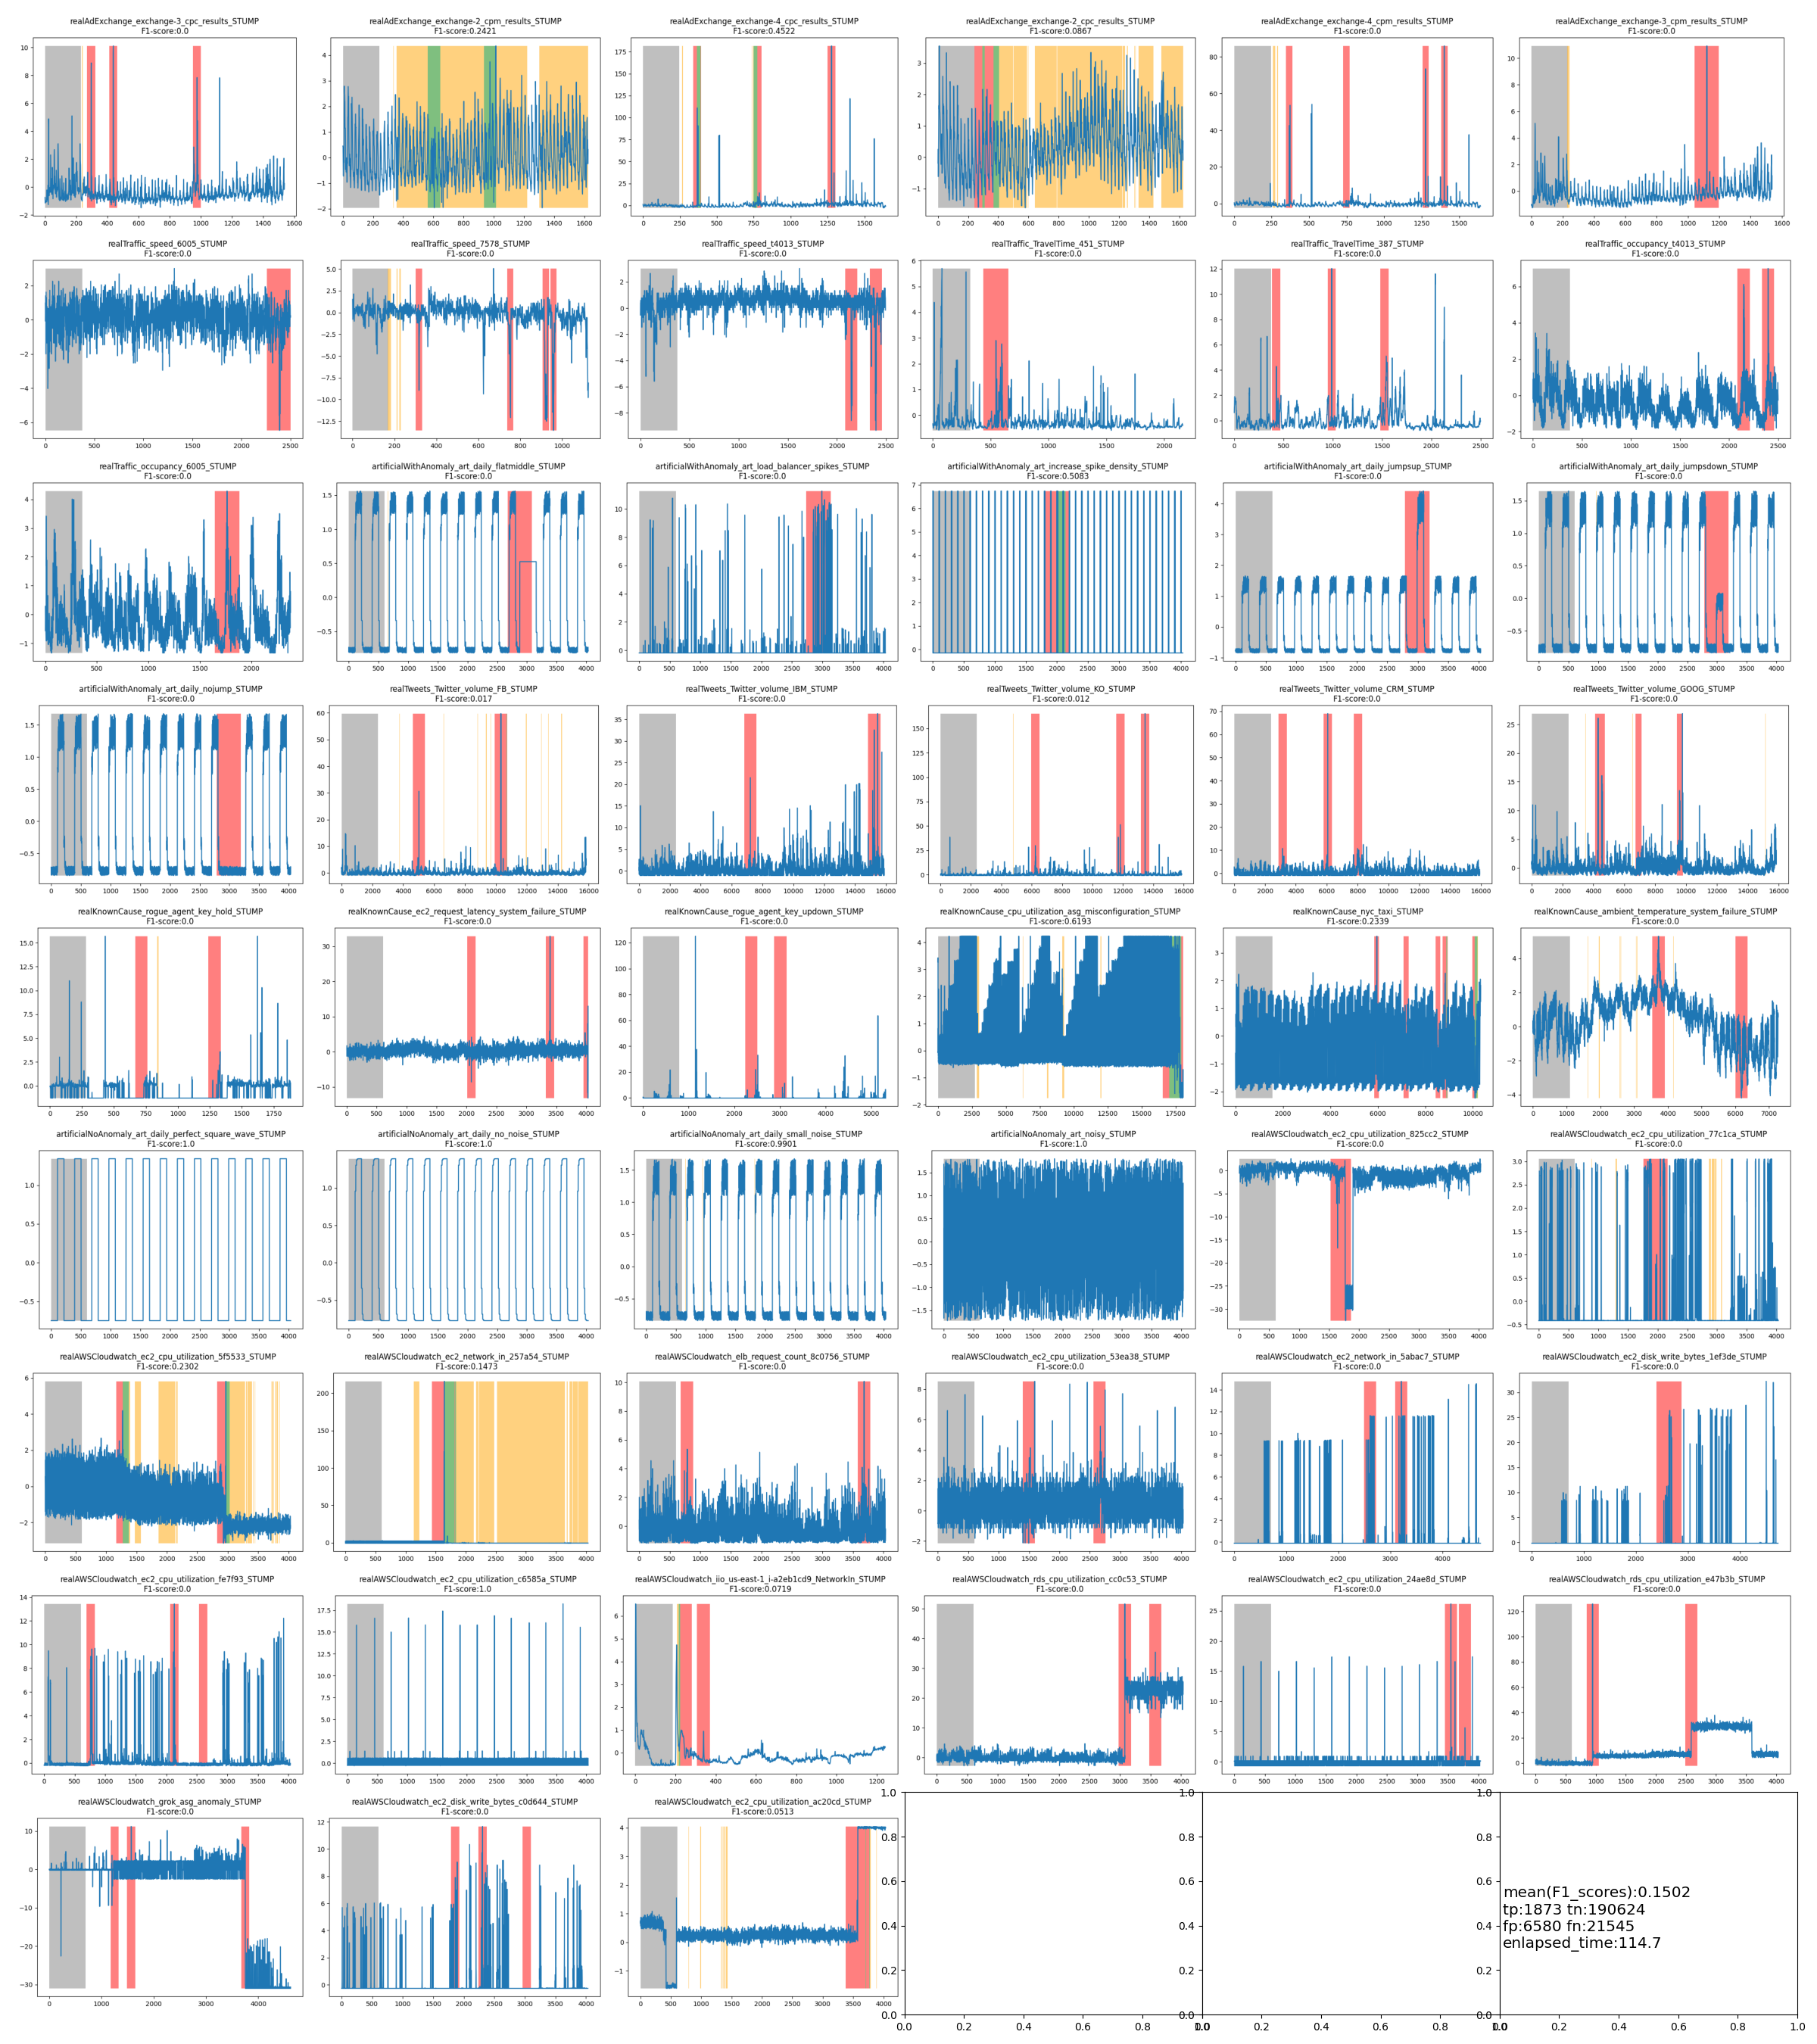 realAdExchange_exchange-3_cpc_results_STUMP
F1-score:0.0
realAdExchange_exchange-2_cpm_results_STUMP
F1-score:0.2421
realAdExchange_exchange-4_cpc_results_STUMP
F1-score:0.4522
realAdExchange_exchange-2_cpc_results_STUMP
F1-score:0.0867
realAdExchange_exchange-4_cpm_results_STUMP
F1-score:0.0
realAdExchange_exchange-3_cpm_results_STUMP
F1-score:0.0
realTraffic_speed_6005_STUMP
F1-score:0.0
realTraffic_speed_7578_STUMP
F1-score:0.0
realTraffic_speed_t4013_STUMP
F1-score:0.0
realTraffic_TravelTime_451_STUMP
F1-score:0.0
realTraffic_TravelTime_387_STUMP
F1-score:0.0
realTraffic_occupancy_t4013_STUMP
F1-score:0.0
realTraffic_occupancy_6005_STUMP
F1-score:0.0
artificialWithAnomaly_art_daily_flatmiddle_STUMP
F1-score:0.0
artificialWithAnomaly_art_load_balancer_spikes_STUMP
F1-score:0.0
artificialWithAnomaly_art_increase_spike_density_STUMP
F1-score:0.5083
artificialWithAnomaly_art_daily_jumpsup_STUMP
F1-score:0.0
artificialWithAnomaly_art_daily_jumpsdown_STUMP
F1-score:0.0
artificialWithAnomaly_art_daily_nojump_STUMP
F1-score:0.0
realTweets_Twitter_volume_FB_STUMP
F1-score:0.017
realTweets_Twitter_volume_IBM_STUMP
F1-score:0.0
realTweets_Twitter_volume_KO_STUMP
F1-score:0.012
realTweets_Twitter_volume_CRM_STUMP
F1-score:0.0
realTweets_Twitter_volume_GOOG_STUMP
F1-score:0.0
realKnownCause_rogue_agent_key_hold_STUMP
F1-score:0.0
realKnownCause_ec2_request_latency_system_failure_STUMP
F1-score:0.0
realKnownCause_rogue_agent_key_updown_STUMP
F1-score:0.0
realKnownCause_cpu_utilization_asg_misconfiguration_STUMP
F1-score:0.6193
realKnownCause_nyc_taxi_STUMP
F1-score:0.2339
realKnownCause_ambient_temperature_system_failure_STUMP
F1-score:0.0
artificialNoAnomaly_art_daily_perfect_square_wave_STUMP
F1-score:1.0
artificialNoAnomaly_art_daily_no_noise_STUMP
F1-score:1.0
artificialNoAnomaly_art_daily_small_noise_STUMP
F1-score:0.9901
artificialNoAnomaly_art_noisy_STUMP
F1-score:1.0
realAWSCloudwatch_ec2_cpu_utilization_825cc2_STUMP
F1-score:0.0
realAWSCloudwatch_ec2_cpu_utilization_77c1ca_STUMP
F1-score:0.0
realAWSCloudwatch_ec2_cpu_utilization_5f5533_STUMP
F1-score:0.2302
realAWSCloudwatch_ec2_network_in_257a54_STUMP
F1-score:0.1473
realAWSCloudwatch_elb_request_count_8c0756_STUMP
F1-score:0.0
realAWSCloudwatch_ec2_cpu_utilization_53ea38_STUMP
F1-score:0.0
realAWSCloudwatch_ec2_network_in_5abac7_STUMP
F1-score:0.0
realAWSCloudwatch_ec2_disk_write_bytes_1ef3de_STUMP
F1-score:0.0
realAWSCloudwatch_ec2_cpu_utilization_fe7f93_STUMP
F1-score:0.0
realAWSCloudwatch_ec2_cpu_utilization_c6585a_STUMP
F1-score:1.0
realAWSCloudwatch_iio_us-east-1_i-a2eb1cd9_NetworkIn_STUMP
F1-score:0.0719
realAWSCloudwatch_rds_cpu_utilization_cc0c53_STUMP
F1-score:0.0
realAWSCloudwatch_ec2_cpu_utilization_24ae8d_STUMP
F1-score:0.0
realAWSCloudwatch_rds_cpu_utilization_e47b3b_STUMP
F1-score:0.0
realAWSCloudwatch_grok_asg_anomaly_STUMP
F1-score:0.0
realAWSCloudwatch_ec2_disk_write_bytes_c0d644_STUMP
F1-score:0.0
realAWSCloudwatch_ec2_cpu_utilization_ac20cd_STUMP
F1-score:0.0513
mean(F1_scores):0.1502
tp:1873 tn:190624
fp:6580 fn:21545
enlapsed_time:114.7